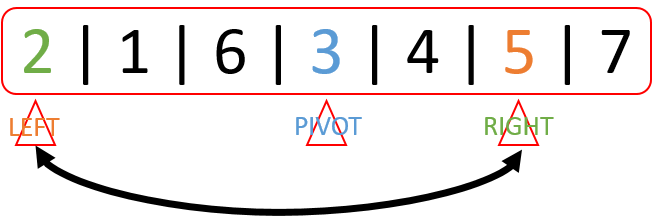 2 | 1 | 6 | 3 | 4 | 5 | 7
LEFT PIVOT RIGHT